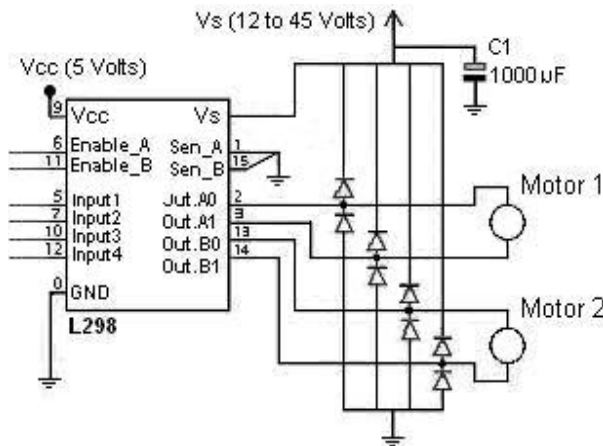 Vs (12 to 45 Volts)
C1
1000 uF
Vcc (5 Volts)
9
Vcc
Vs
6
Enable_A
Sen_A
1
11
Enable_B
Sen_B
15
5
Input1
Jut.A0
2
7
Input2
Out.A1
3
10
Input3
Out.B0
13
12
Input4
Out.B1
14
0
GND
L298
Motor 1
Motor 2